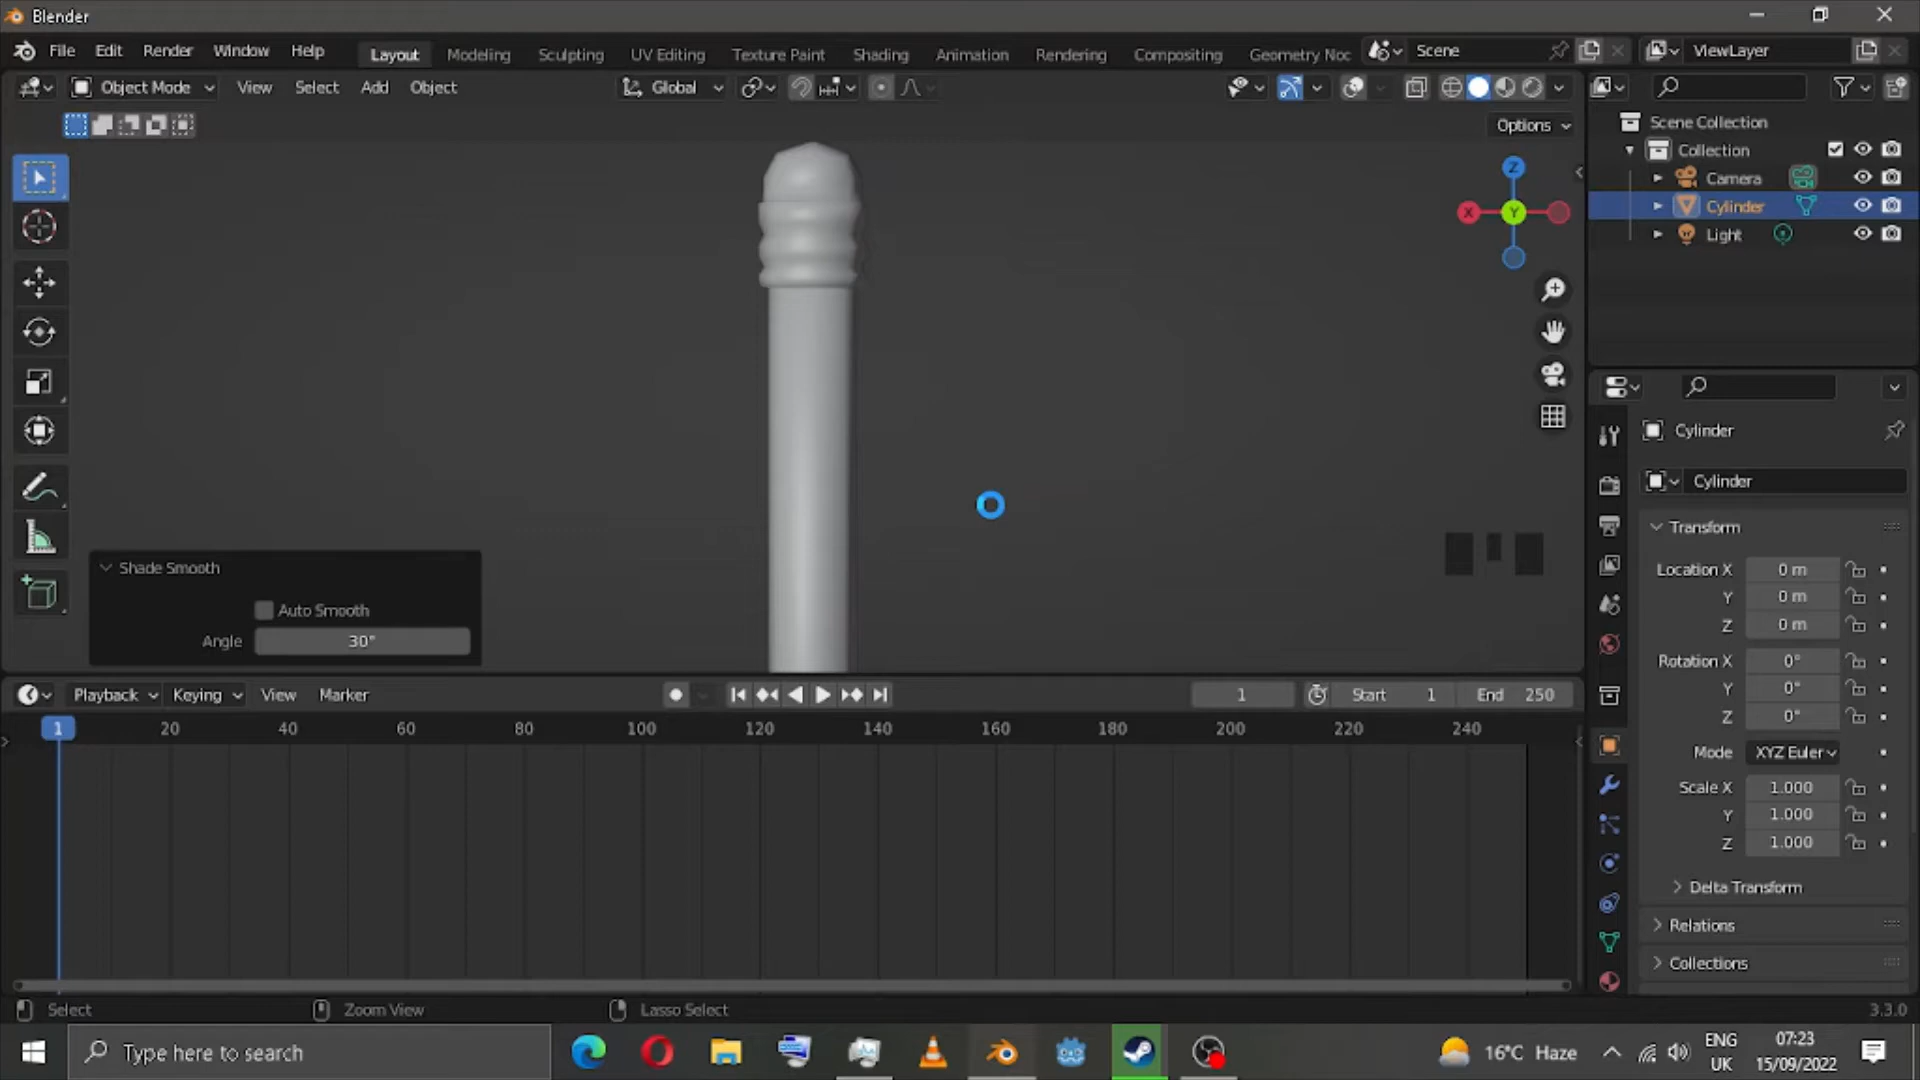 Blender
File Edit Render Window Help Layout Modeling Sculpting UV Editing Texture Paint Shading Animation Rendering Compositing Geometry Noc Scene ViewLayer
Object Mode View Select Add Object Global
Options
Scene Collection
Collection
Camera
Cylinder
Light
X Y Z
Cylinder
Cylinder
Transform
Location X 0 m
Y 0 m
Z 0 m
Rotation X 0°
Y 0°
Z 0°
Mode XYZ Euler
Scale X 1.000
Y 1.000
Z 1.000
Delta Transform
Relations
Collections
Shade Smooth
Auto Smooth
Angle 30°
Playback Keying View Marker 1 Start 1 End 250
1 20 40 60 80 100 120 140 160 180 200 220 240
Select Zoom View Lasso Select 3.3.0
Type here to search 16°C Haze ENG UK 07:23 15/09/2022